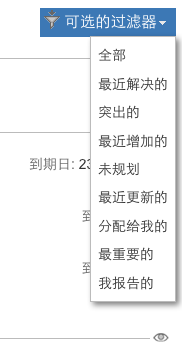 可选的过滤器
全部
最近解决的
突出的
最近增加的
未规划
到期日: 23
最近更新的
分配给我的
到
最重要的
到
我报告的